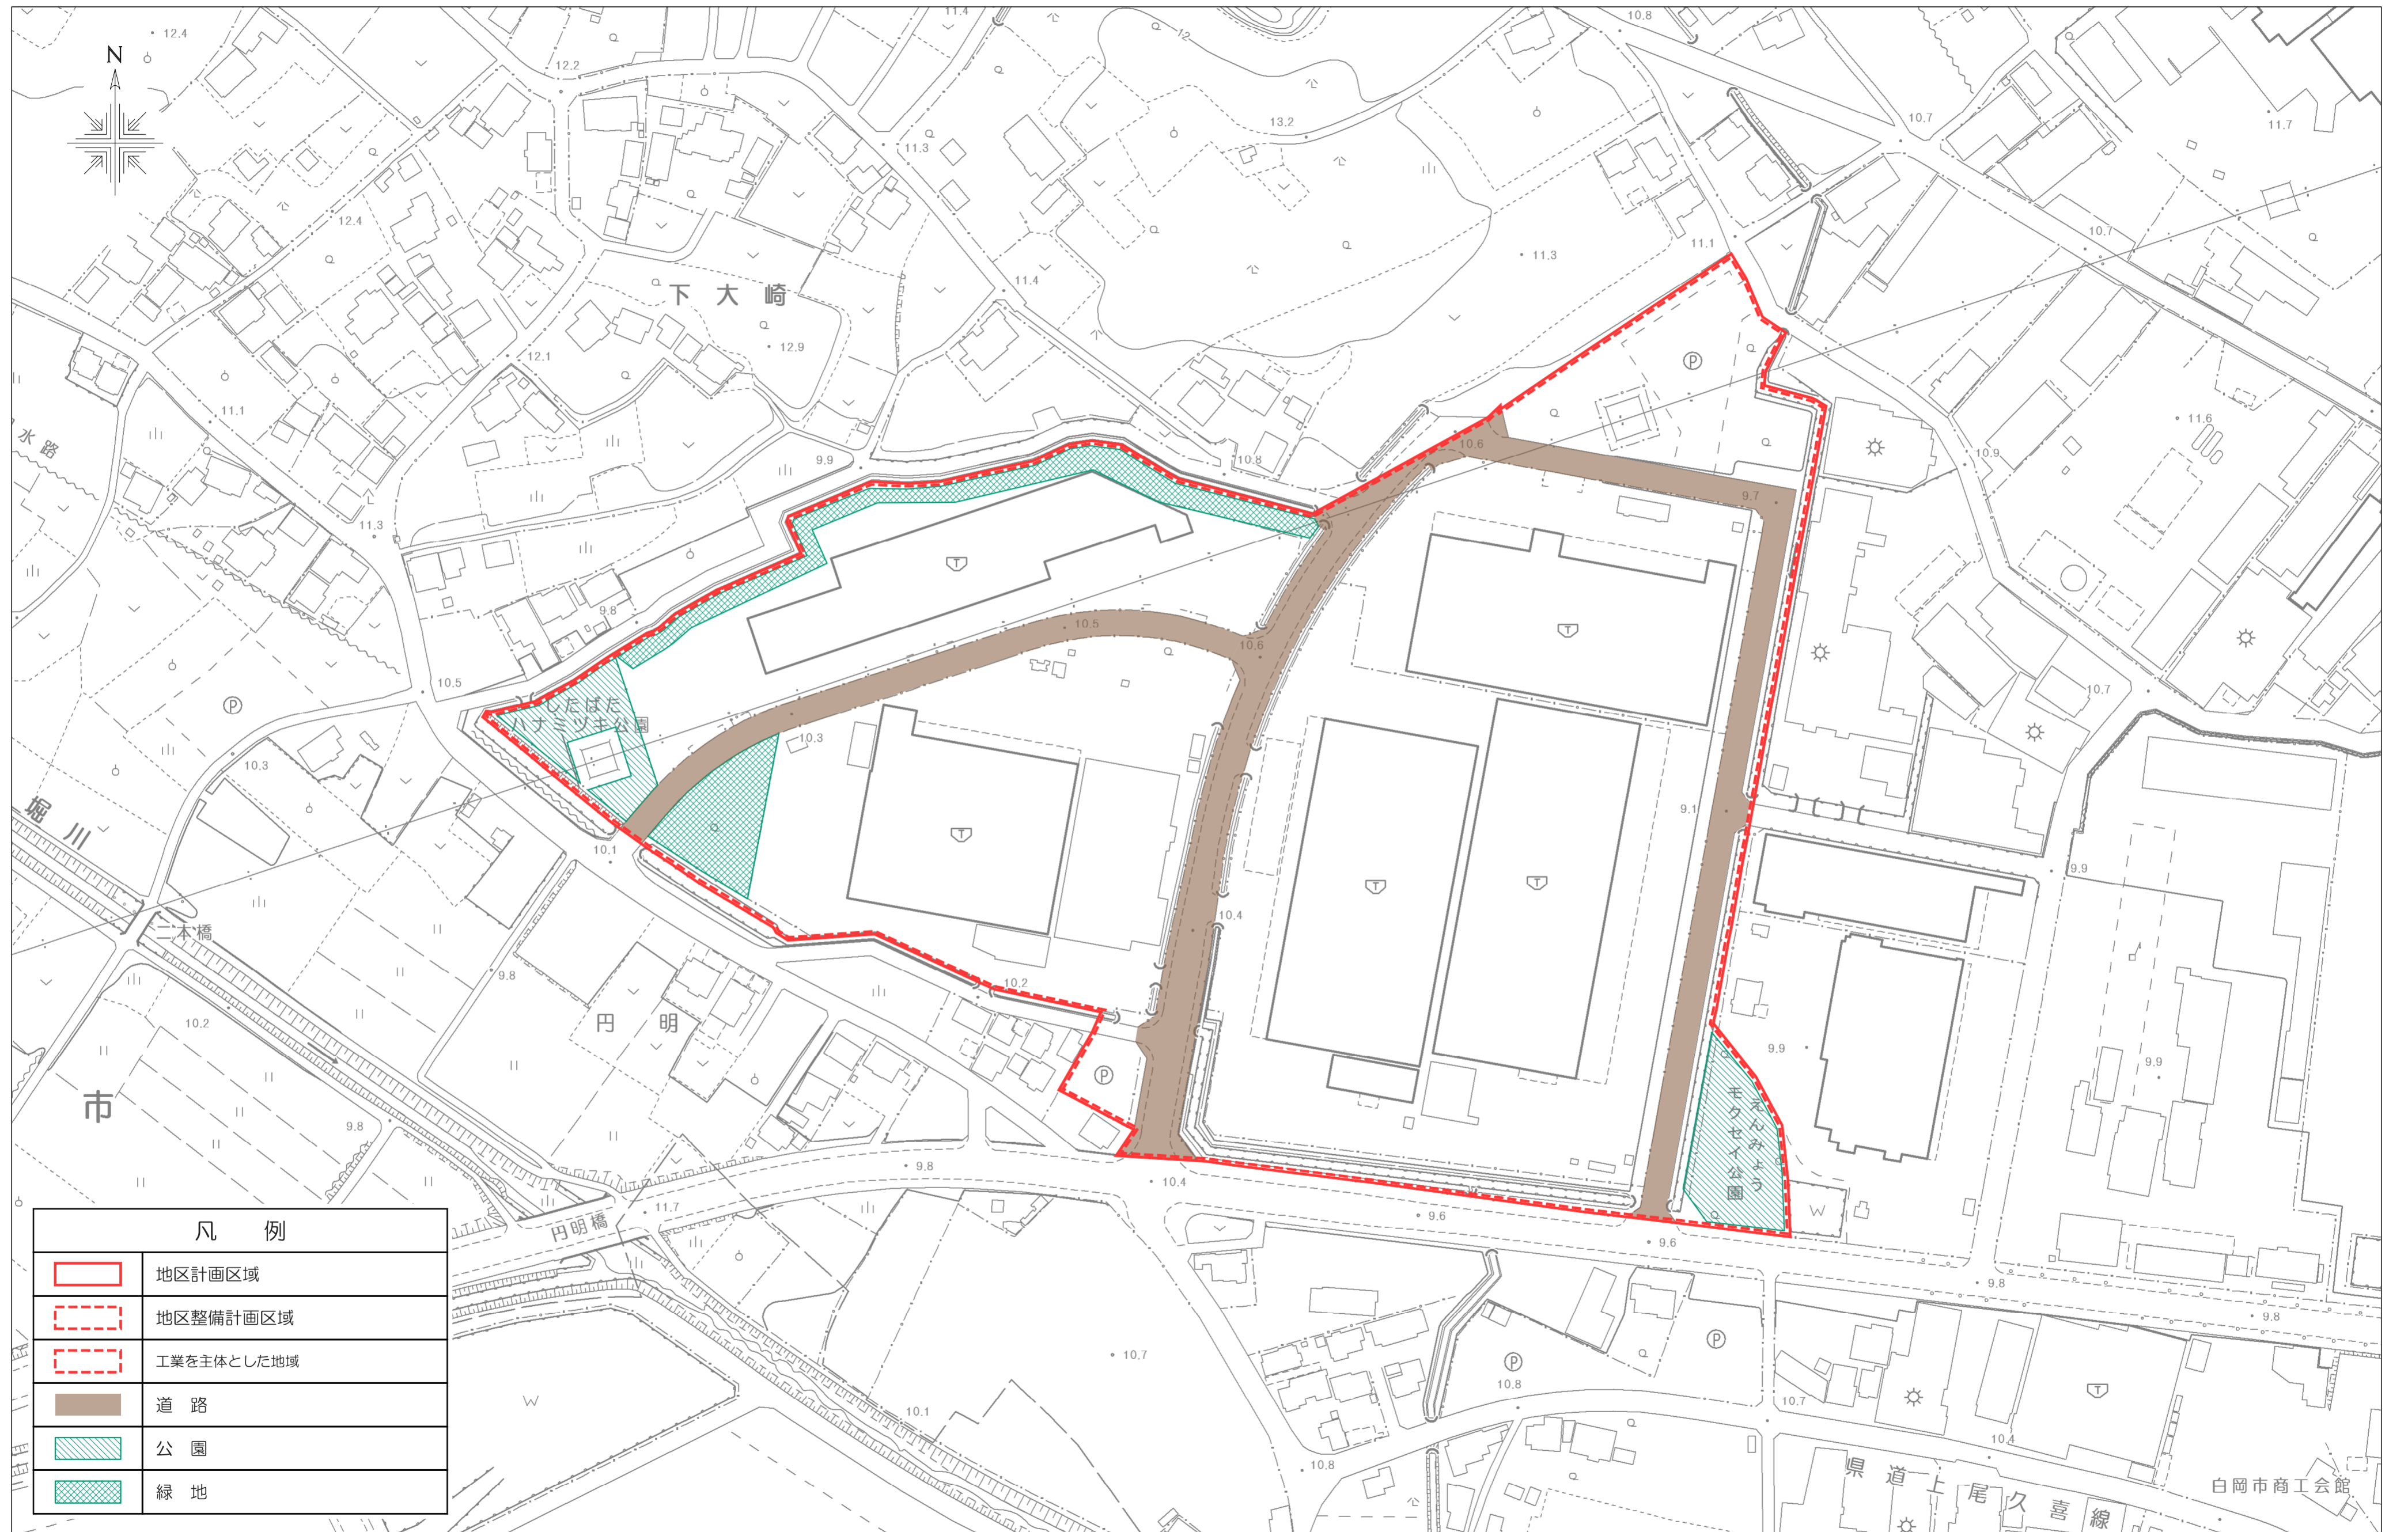 N
12.4
11.4
12
10.8
12.2
13.2
10.7
11.7
11.3
12.4
10.7
11.1
11.3
11.4
下大崎
12.9
12.1
11.1
水路
11.6
10.6
10.9
9.9
10.8
9.7
11.3
9.8
10.5
10.6
10.5
したばた
ハナミヅキ公園
10.7
10.3
10.3
堀川
9.1
10.1
9.9
10.4
二本橋
9.8
10.2
10.2
円明
9.9
9.9
市
9.8
えんみょう
モクセイ公園
9.8
10.4
11.7
円明橋
9.6
9.6
9.8
9.8
10.7
10.8
10.7
10.1
10.4
10.8
県道上尾久喜線
白岡市商工会館
P
P
P
P
P
T
T
T
T
T
T
W
W
凡例
地区計画区域
地区整備計画区域
工業を主体とした地域
道路
公園
緑地